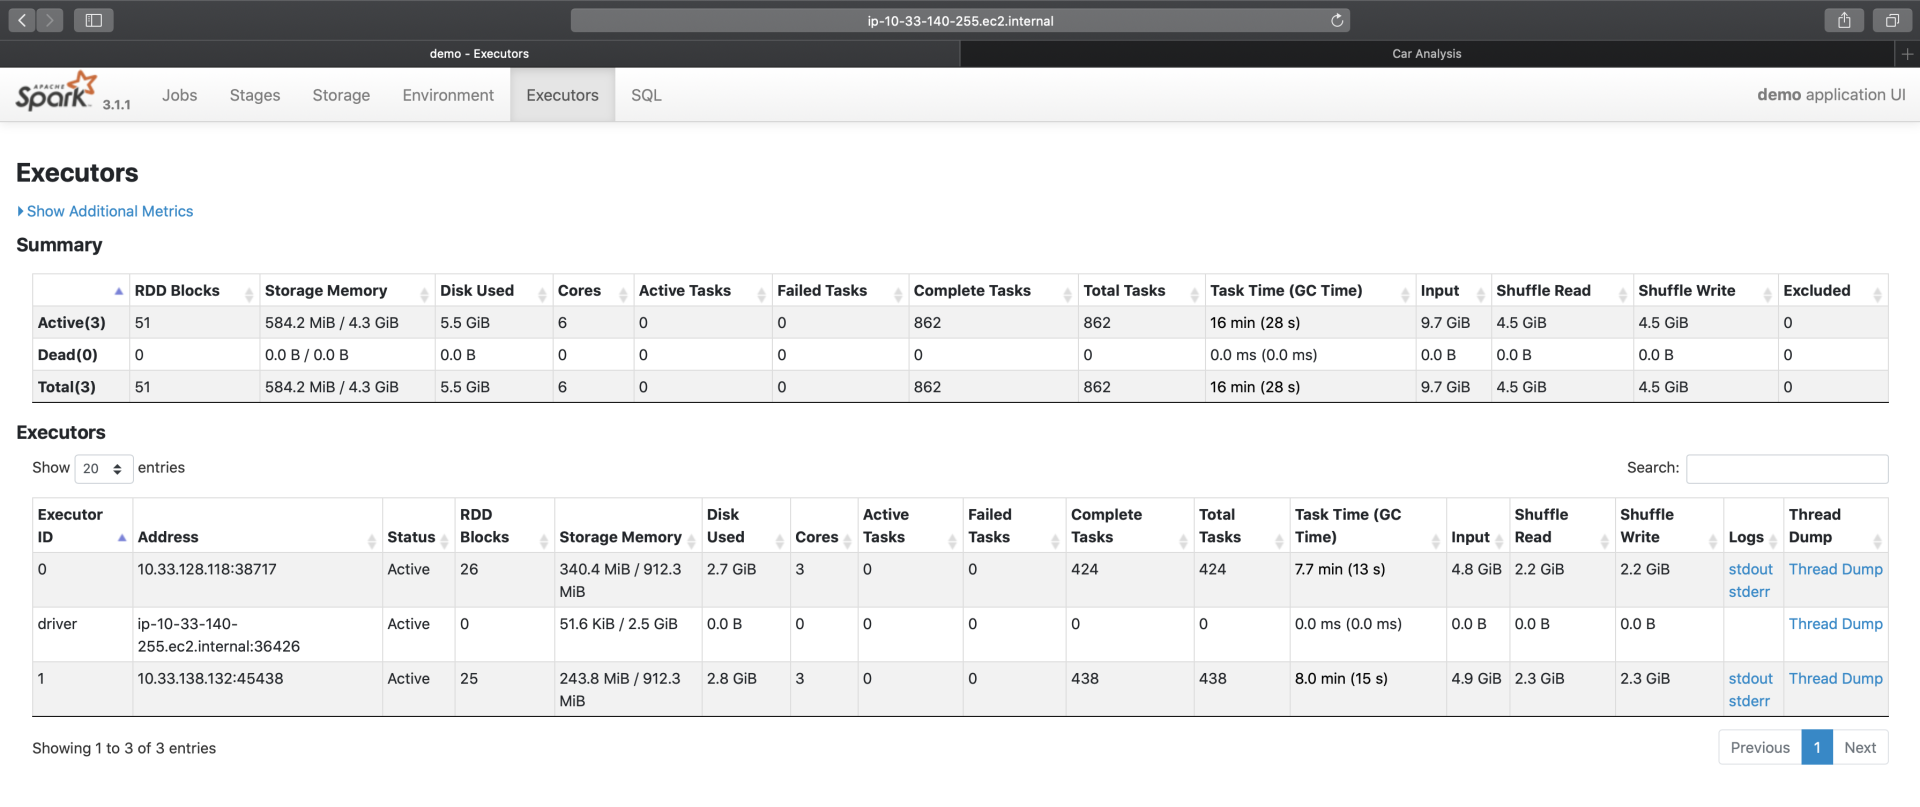 ip-10-33-140-255.ec2.internal
demo - Executors
Car Analysis
APACHE Spark 3.1.1 Jobs Stages Storage Environment Executors SQL demo application UI
Executors
Show Additional Metrics
Summary
RDD Blocks Storage Memory Disk Used Cores Active Tasks Failed Tasks Complete Tasks Total Tasks Task Time (GC Time) Input Shuffle Read Shuffle Write Excluded
Active(3) 51 584.2 MiB / 4.3 GiB 5.5 GiB 6 0 0 862 862 16 min (28 s) 9.7 GiB 4.5 GiB 4.5 GiB 0
Dead(0) 0 0.0 B / 0.0 B 0.0 B 0 0 0 0 0 0.0 ms (0.0 ms) 0.0 B 0.0 B 0.0 B 0
Total(3) 51 584.2 MiB / 4.3 GiB 5.5 GiB 6 0 0 862 862 16 min (28 s) 9.7 GiB 4.5 GiB 4.5 GiB 0
Executors
Show 20 entries Search:
Executor ID Address Status RDD Blocks Storage Memory Disk Used Cores Active Tasks Failed Tasks Complete Tasks Total Tasks Task Time (GC Time) Input Shuffle Read Shuffle Write Logs Thread Dump
0 10.33.128.118:38717 Active 26 340.4 MiB / 912.3 MiB 2.7 GiB 3 0 0 424 424 7.7 min (13 s) 4.8 GiB 2.2 GiB 2.2 GiB stdout stderr Thread Dump
driver ip-10-33-140-255.ec2.internal:36426 Active 0 51.6 KiB / 2.5 GiB 0.0 B 0 0 0 0 0 0.0 ms (0.0 ms) 0.0 B 0.0 B 0.0 B Thread Dump
1 10.33.138.132:45438 Active 25 243.8 MiB / 912.3 MiB 2.8 GiB 3 0 0 438 438 8.0 min (15 s) 4.9 GiB 2.3 GiB 2.3 GiB stdout stderr Thread Dump
Showing 1 to 3 of 3 entries
Previous 1 Next